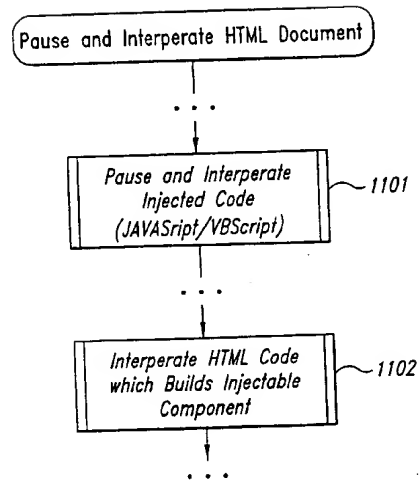 Pause and Interperate HTML Document
. . .
Pause and Interperate
Injected Code
(JAVASript/VBScript)
1101
. . .
Interperate HTML Code
which Builds Injectable
Component
1102
. . .